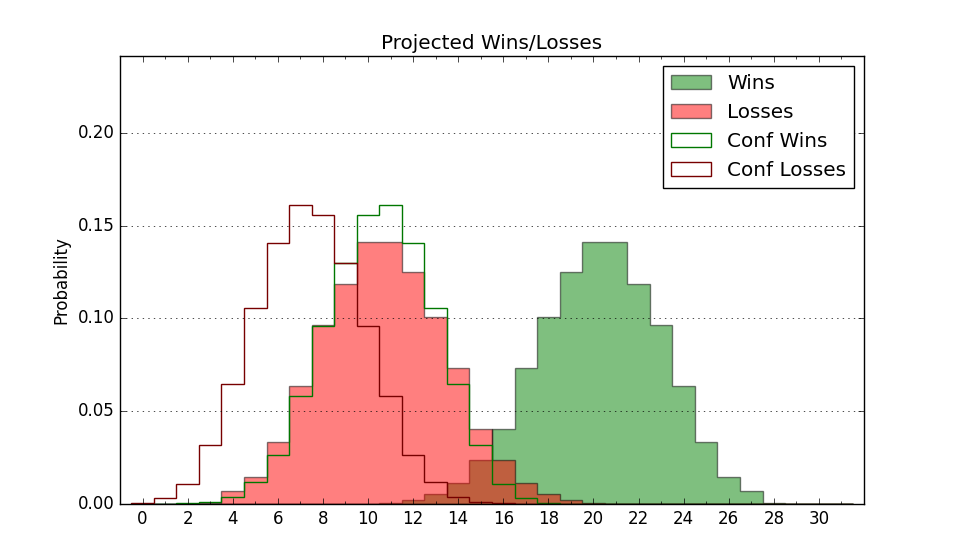 Projected Wins/Losses
Wins
Losses
Conf Wins
Conf Losses
Probability
0.20
0.15
0.10
0.05
0.00
0 2 4 6 8 10 12 14 16 18 20 22 24 26 28 30